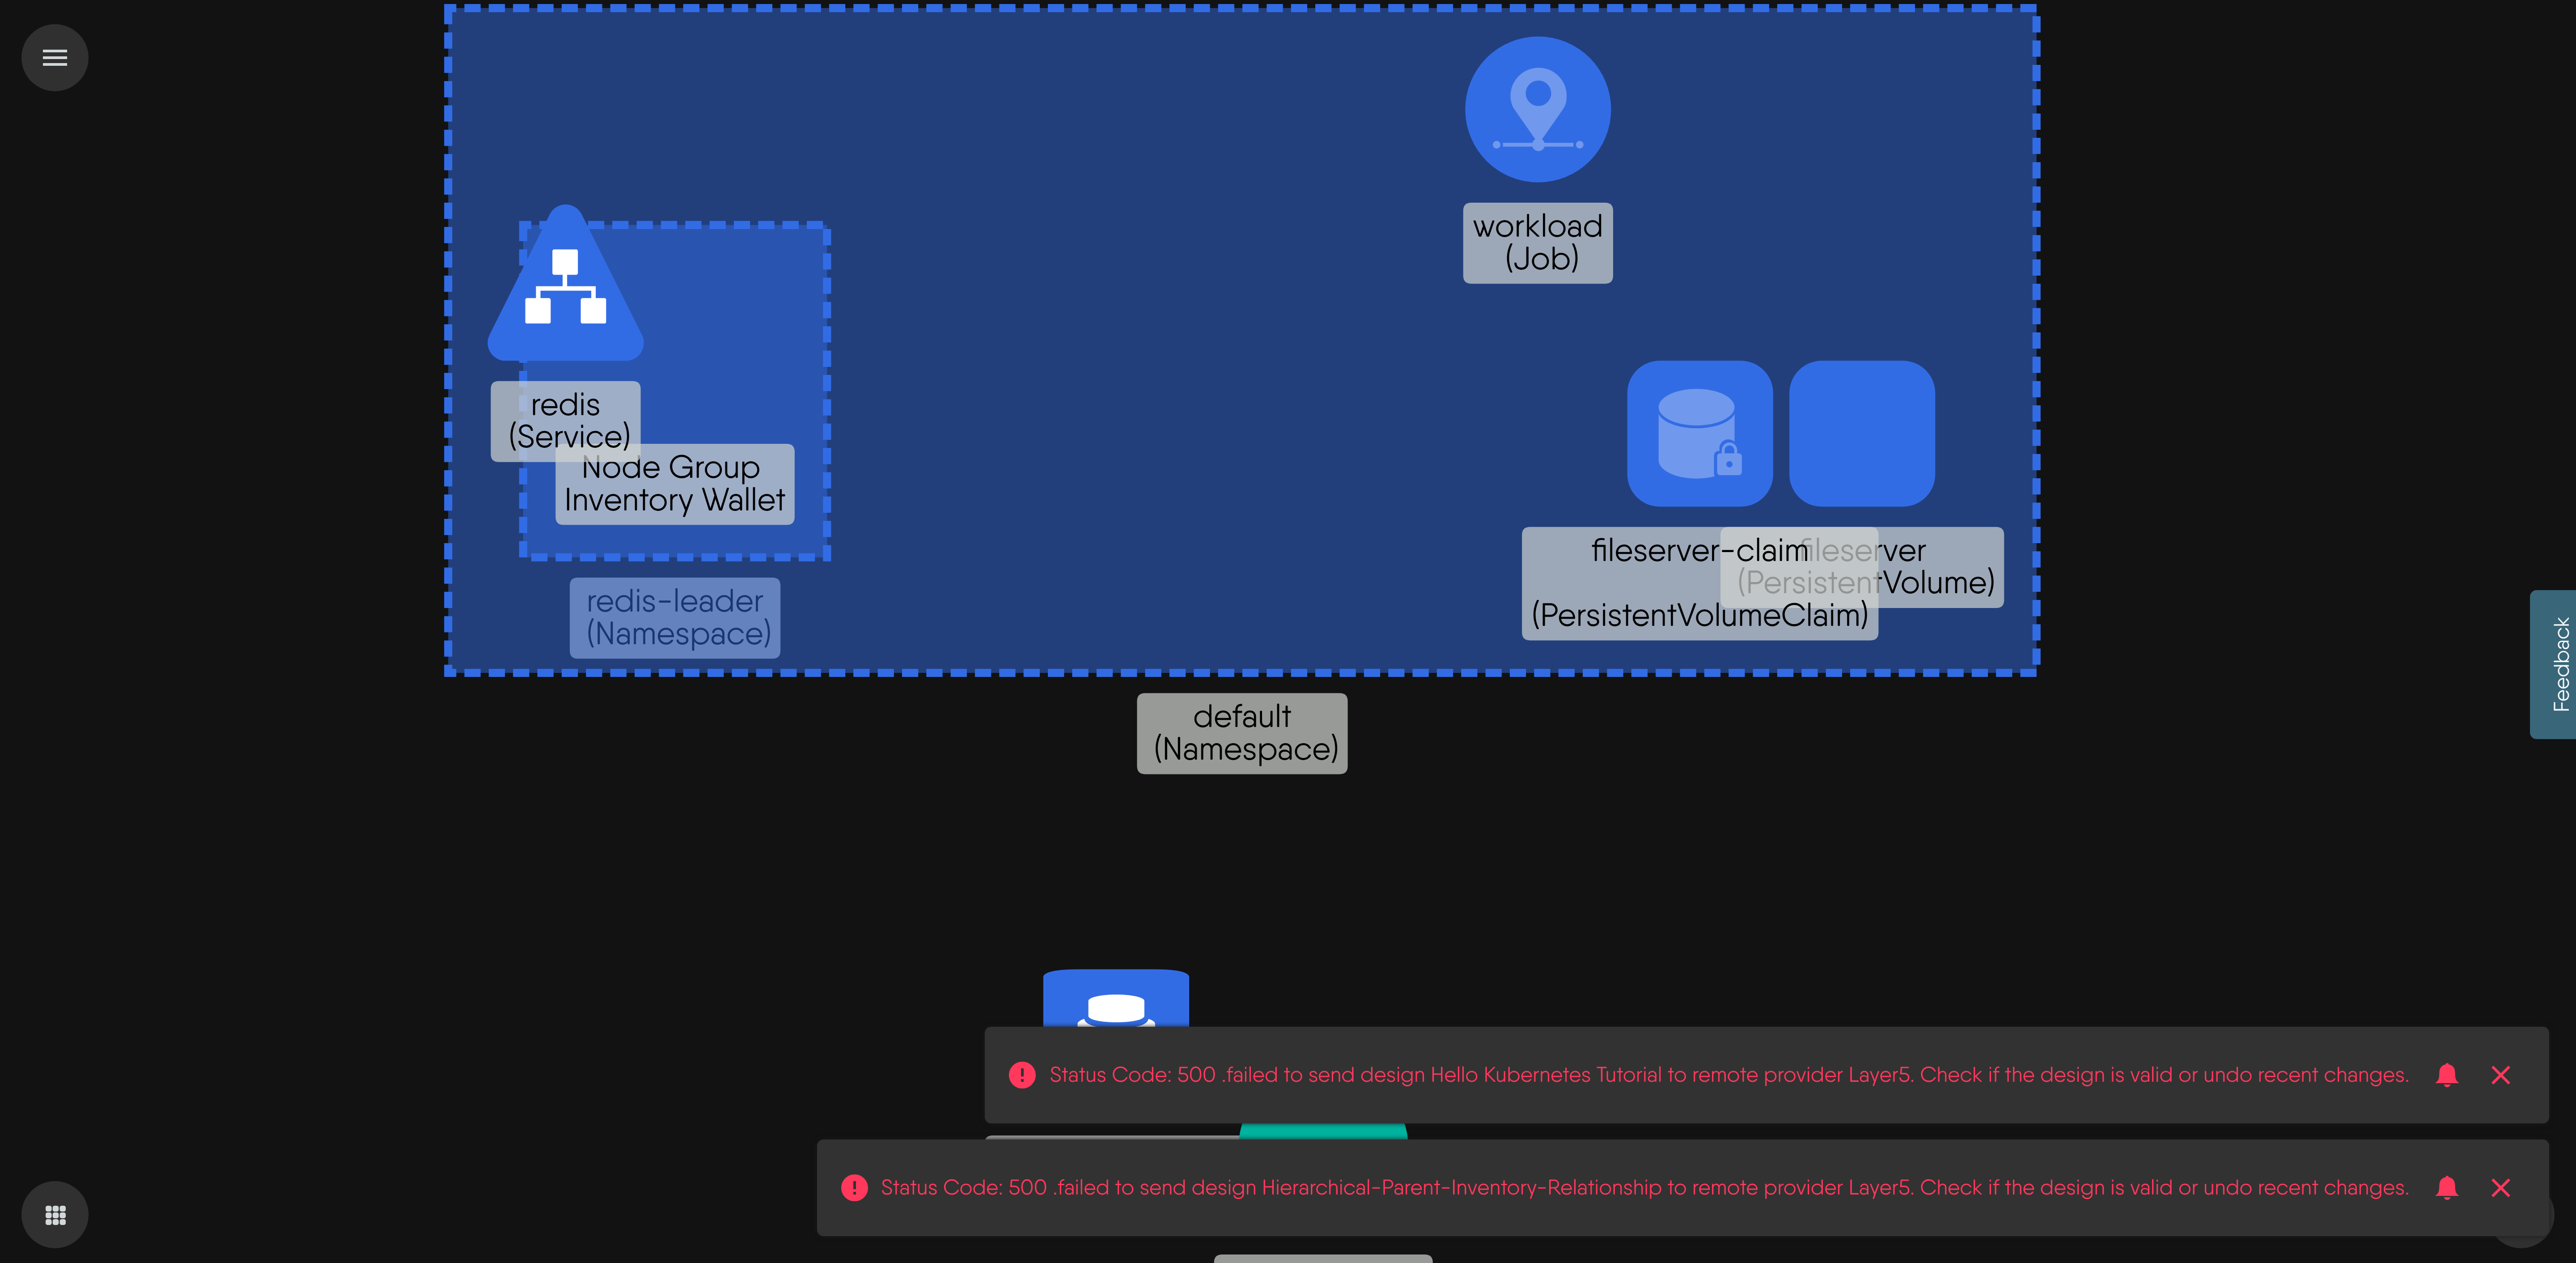 workload
(Job)
redis
(Service)
Node Group
Inventory Wallet
redis-leader
(Namespace)
fileserver-claim
(PersistentVolumeClaim)
fileserver
(PersistentVolume)
default
(Namespace)
Feedback
Status Code: 500 .failed to send design Hello Kubernetes Tutorial to remote provider Layer5. Check if the design is valid or undo recent changes.
Status Code: 500 .failed to send design Hierarchical-Parent-Inventory-Relationship to remote provider Layer5. Check if the design is valid or undo recent changes.